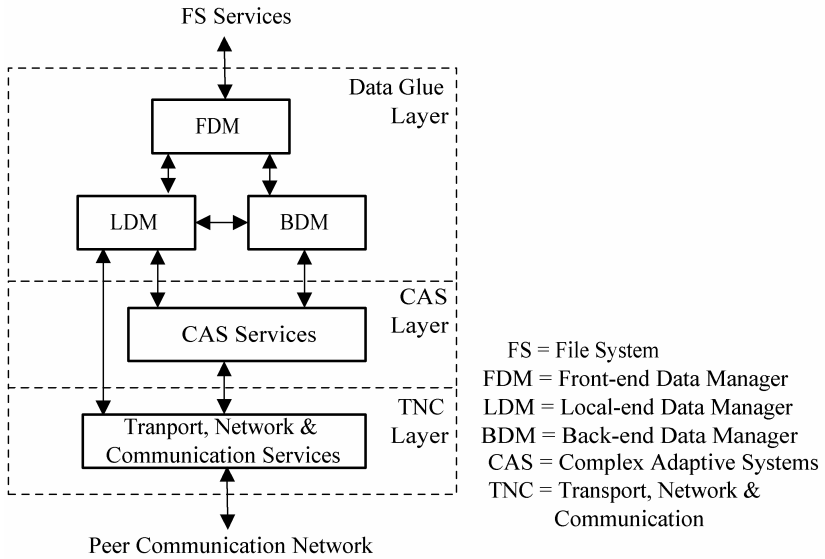 FS Services
Data Glue
Layer
FDM
LDM
BDM
CAS
Layer
CAS Services
TNC
Layer
Tranport, Network &
Communication Services
Peer Communication Network
FS = File System
FDM = Front-end Data Manager
LDM = Local-end Data Manager
BDM = Back-end Data Manager
CAS = Complex Adaptive Systems
TNC = Transport, Network &
Communication